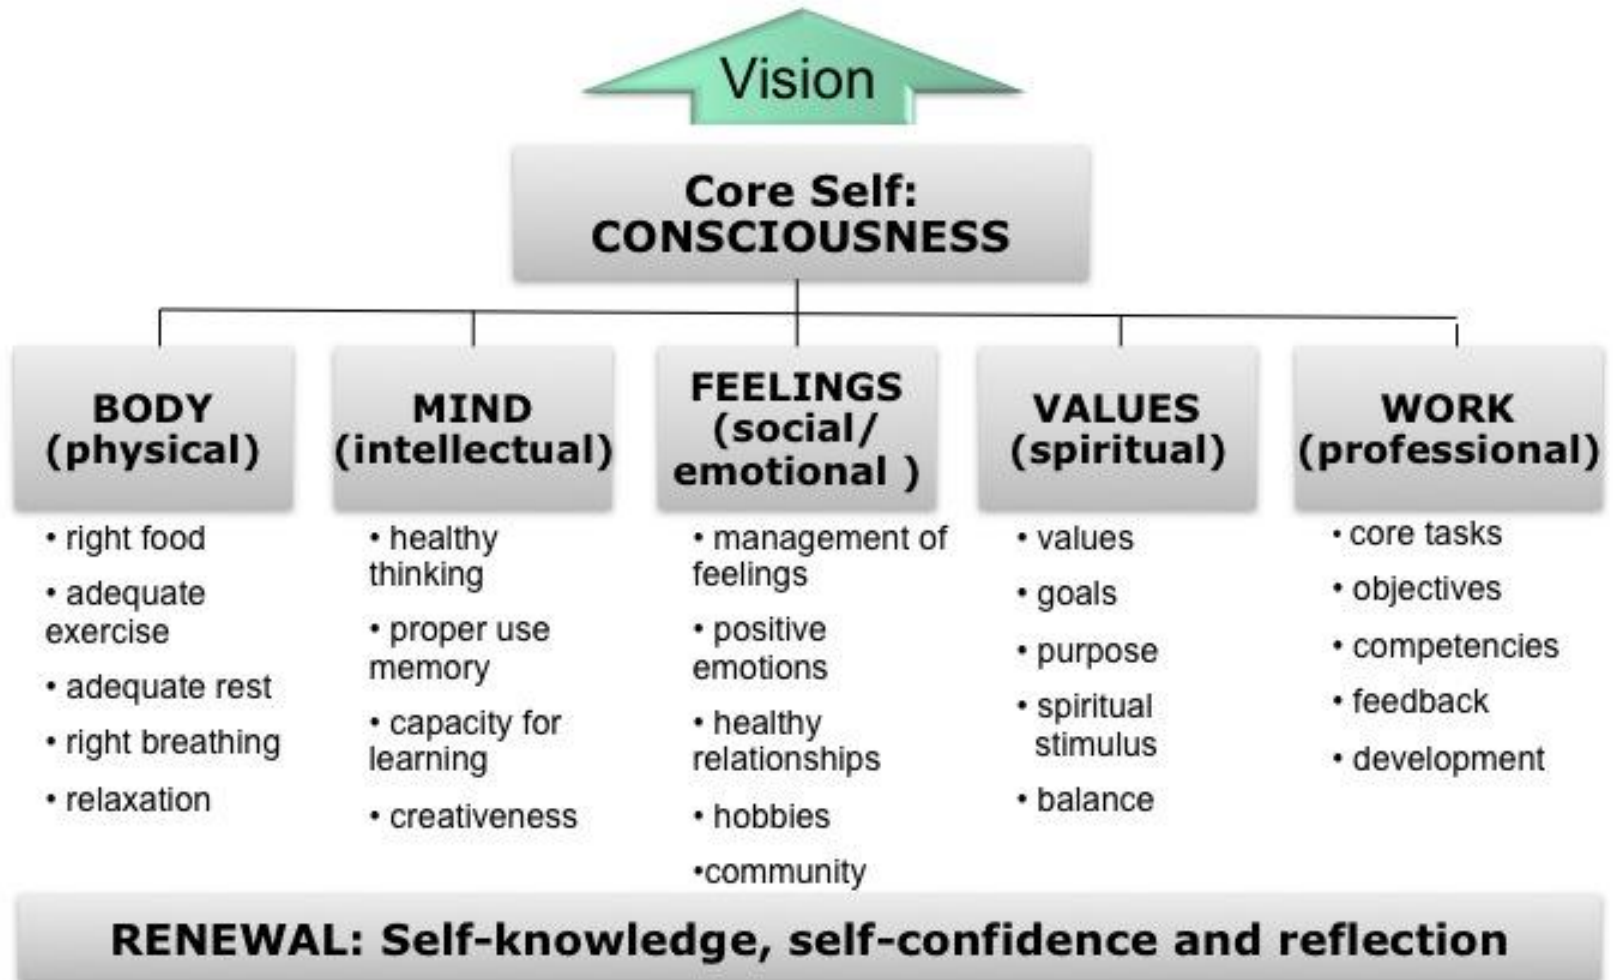 Vision
Core Self:
CONSCIOUSNESS
BODY
(physical)
• right food
• adequate
exercise
• adequate rest
• right breathing
• relaxation
MIND
(intellectual)
• healthy
thinking
• proper use
memory
• capacity for
learning
• creativeness
FEELINGS
(social/
emotional )
• management of
feelings
• positive
emotions
• healthy
relationships
• hobbies
•community
VALUES
(spiritual)
• values
• goals
• purpose
• spiritual
stimulus
• balance
WORK
(professional)
• core tasks
• objectives
• competencies
• feedback
• development
RENEWAL: Self-knowledge, self-confidence and reflection